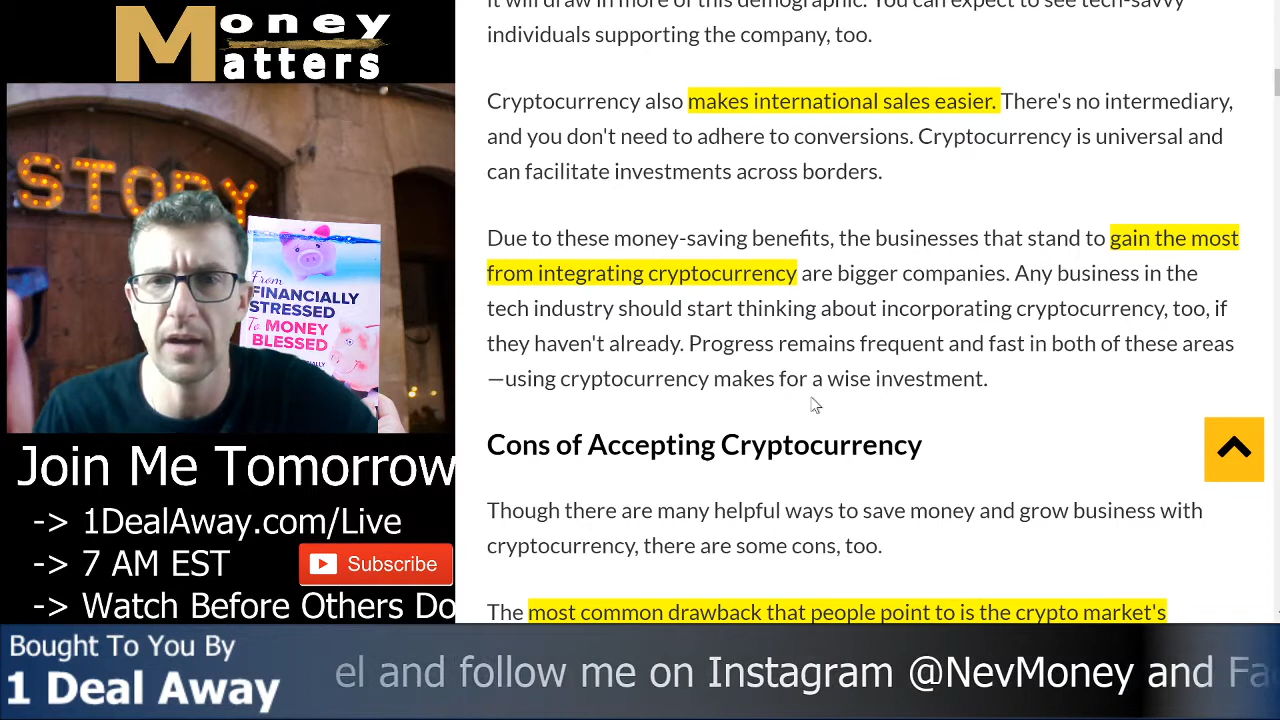 Money
Matters
STORY
From
FINANCIALLY
STRESSED
To MONEY
BLESSED
Join Me Tomorrow
-> 1DealAway.com/Live
-> 7 AM EST
Subscribe
-> Watch Before Others Do
it will draw in more of this demographic. You can expect to see tech-savvy
individuals supporting the company, too.
Cryptocurrency also makes international sales easier. There's no intermediary,
and you don't need to adhere to conversions. Cryptocurrency is universal and
can facilitate investments across borders.
Due to these money-saving benefits, the businesses that stand to gain the most
from integrating cryptocurrency are bigger companies. Any business in the
tech industry should start thinking about incorporating cryptocurrency, too, if
they haven't already. Progress remains frequent and fast in both of these areas
—using cryptocurrency makes for a wise investment.
Cons of Accepting Cryptocurrency
Though there are many helpful ways to save money and grow business with
cryptocurrency, there are some cons, too.
The most common drawback that people point to is the crypto market's
Bought To You By
1 Deal Away
el and follow me on Instagram @NevMoney and Fac